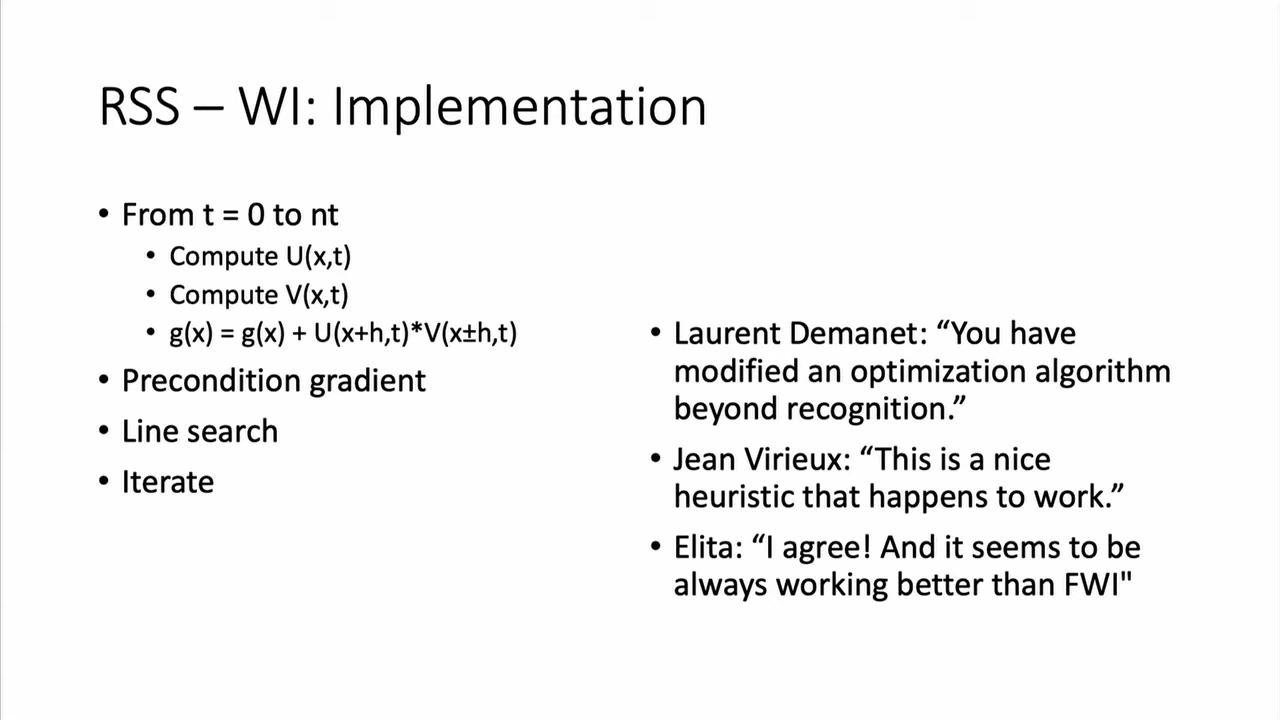 RSS – WI: Implementation
• From t = 0 to nt
• Compute U(x,t)
• Compute V(x,t)
• g(x) = g(x) + U(x+h,t)*V(x±h,t)
• Precondition gradient
• Line search
• Iterate
• Laurent Demanet: “You have
modified an optimization algorithm
beyond recognition.”
• Jean Virieux: “This is a nice
heuristic that happens to work.”
• Elita: “I agree! And it seems to be
always working better than FWI"